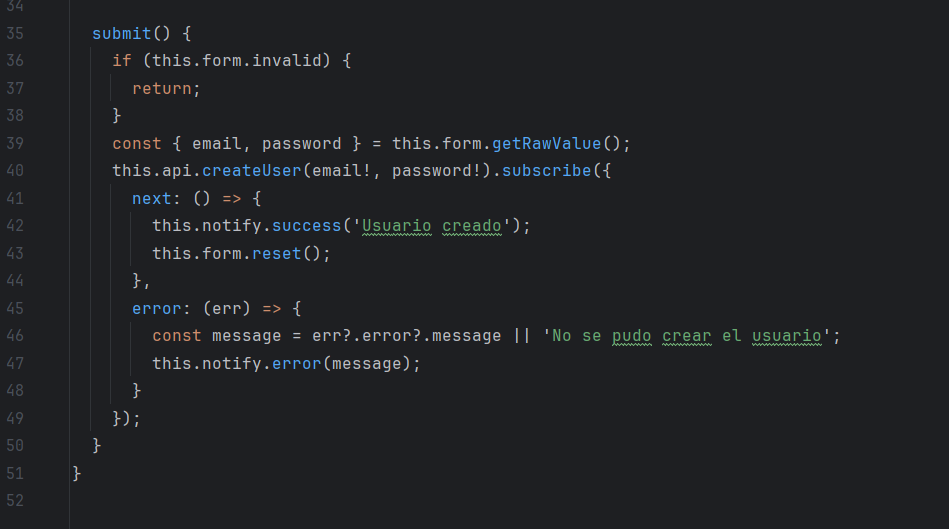 34
35 submit() {
36 if (this.form.invalid) {
37 return;
38 }
39 const { email, password } = this.form.getRawValue();
40 this.api.createUser(email!, password!).subscribe({
41 next: () => {
42 this.notify.success('Usuario creado');
43 this.form.reset();
44 },
45 error: (err) => {
46 const message = err?.error?.message || 'No se pudo crear el usuario';
47 this.notify.error(message);
48 }
49 });
50 }
51 }
52